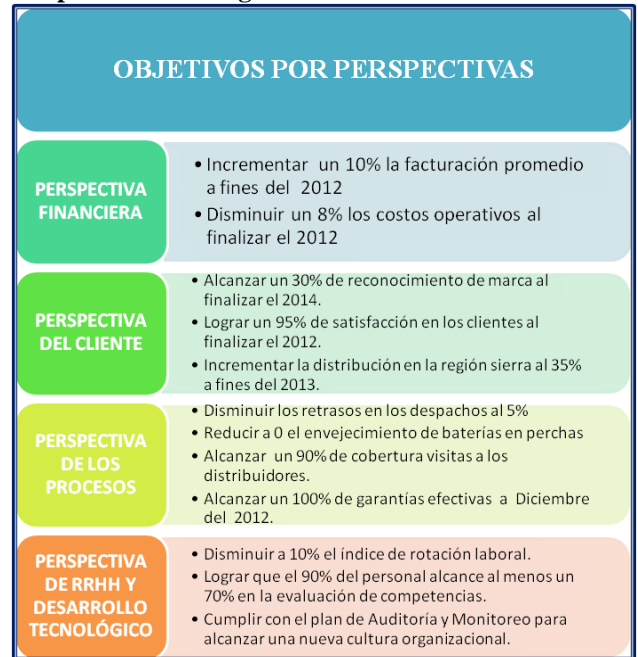 OBJETIVOS POR PERSPECTIVAS
PERSPECTIVA
FINANCIERA
• Incrementar un 10% la facturación promedio
a fines del 2012
• Disminuir un 8% los costos operativos al
finalizar el 2012
PERSPECTIVA
DEL CLIENTE
• Alcanzar un 30% de reconocimiento de marca al
finalizar el 2014.
• Lograr un 95% de satisfacción en los clientes al
finalizar el 2012.
• Incrementar la distribución en la región sierra al 35%
a fines del 2013.
PERSPECTIVA
DE LOS
PROCESOS
• Disminuir los retrasos en los despachos al 5%
• Reducir a 0 el envejecimiento de baterías en perchas
• Alcanzar un 90% de cobertura visitas a los
distribuidores.
• Alcanzar un 100% de garantías efectivas a Diciembre
del 2012.
PERSPECTIVA
DE RRHH Y
DESARROLLO
TECNOLÓGICO
• Disminuir a 10% el índice de rotación laboral.
• Lograr que el 90% del personal alcance al menos un
70% en la evaluación de competencias.
• Cumplir con el plan de Auditoría y Monitoreo para
alcanzar una nueva cultura organizacional.